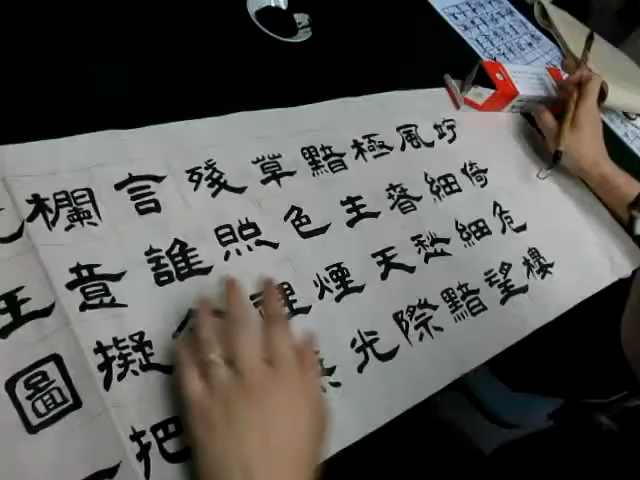 竚倚危樓
風細細望
極春愁黯
黯生天際
草色煙光
殘照裡
言誰
欄意擬把
圖